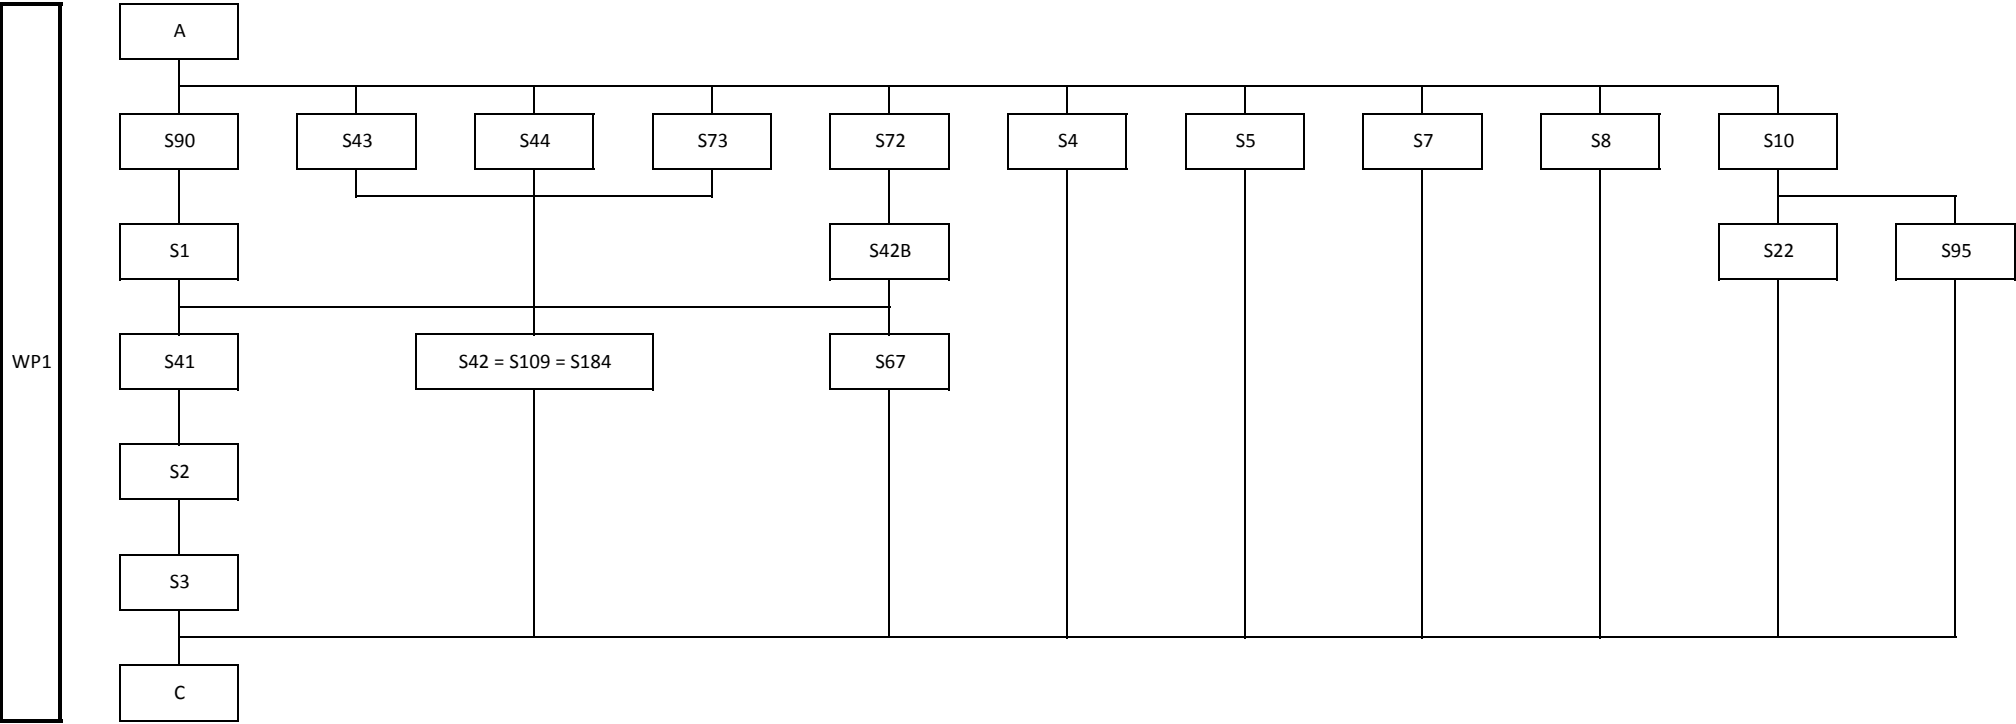 A
S90
S43
S44
S73
S72
S4
S5
S7
S8
S10
S1
S42B
S22
S95
WP1
S41
S42 = S109 = S184
S67
S2
S3
C